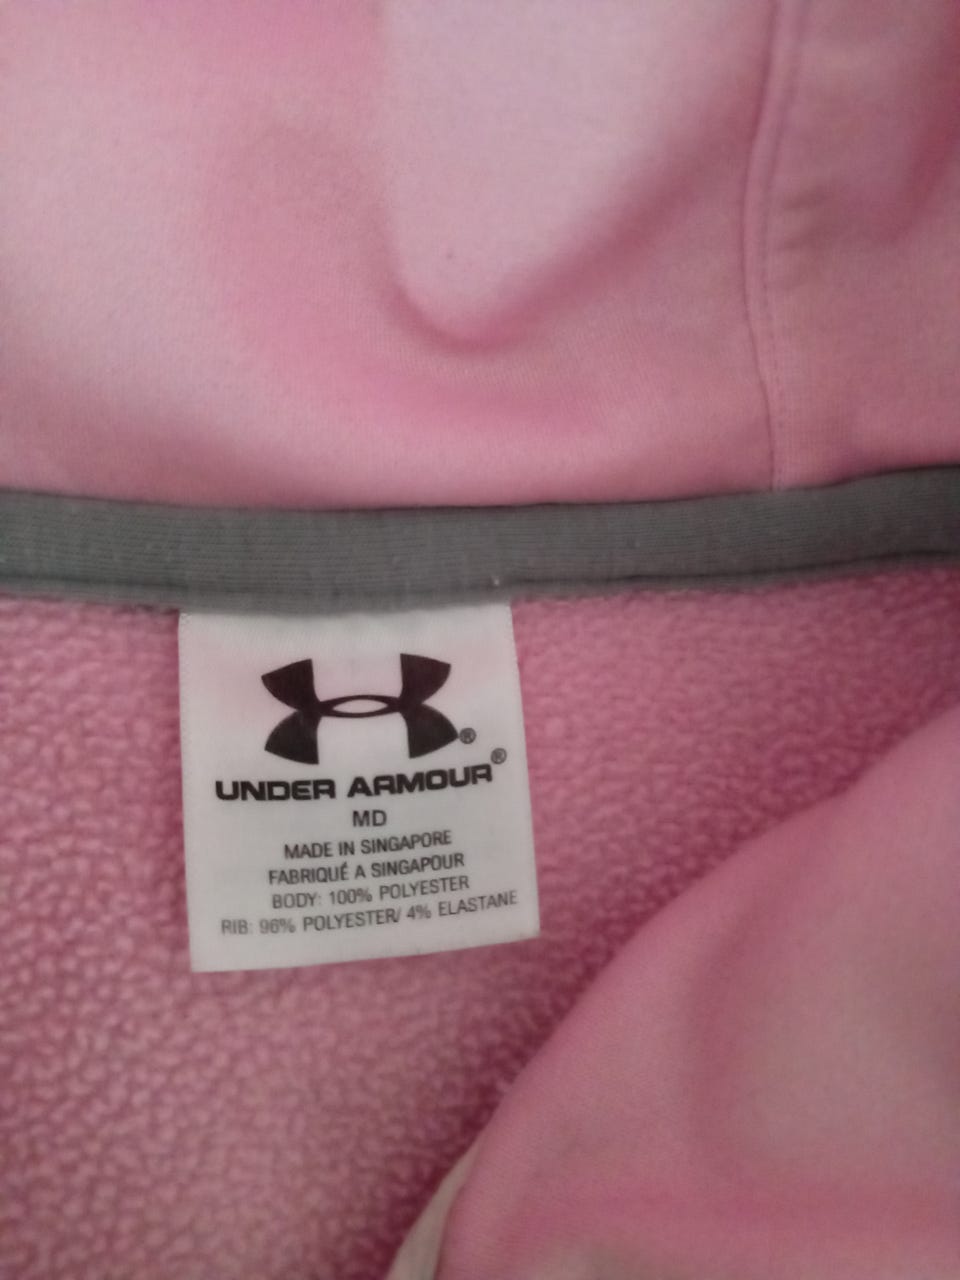 UNDER ARMOUR®
MD
MADE IN SINGAPORE
FABRIQUÉ A SINGAPOUR
BODY: 100% POLYESTER
RIB: 96% POLYESTER/ 4% ELASTANE